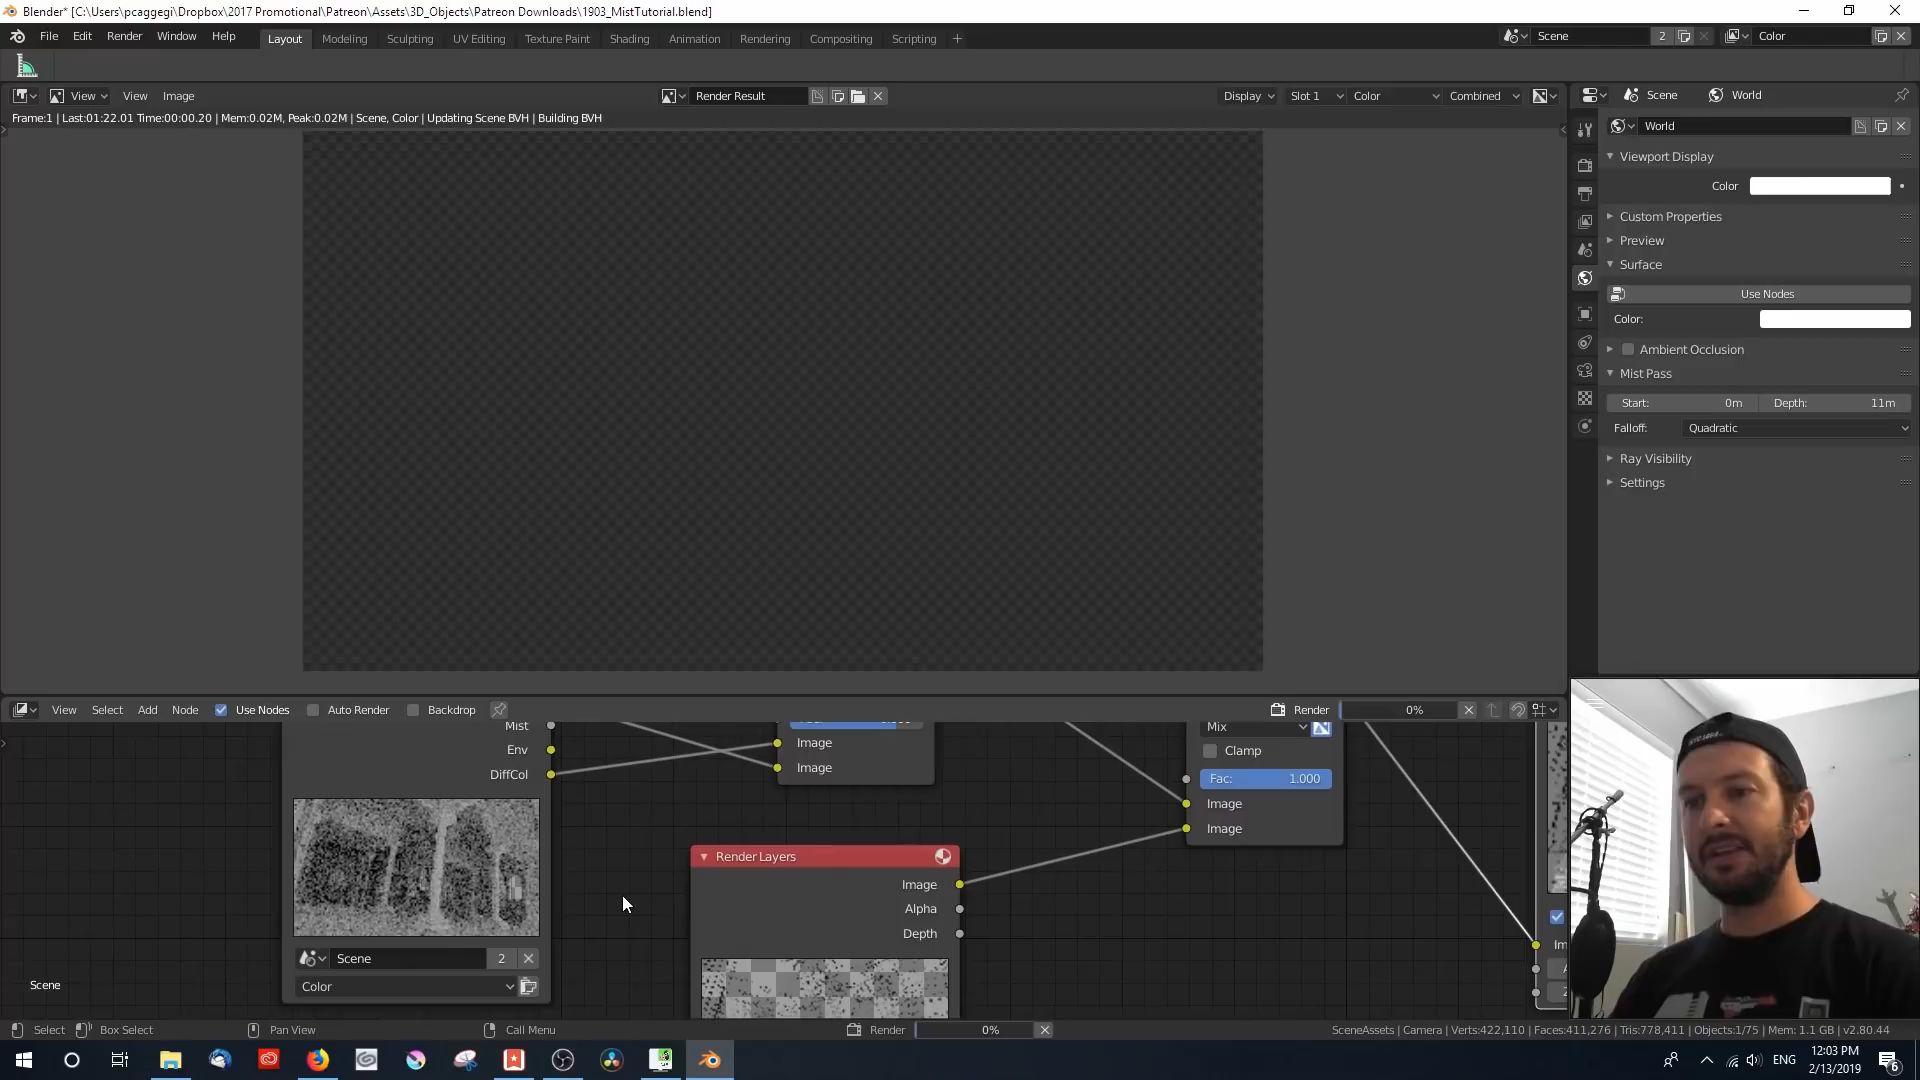 Blender* [C:\Users\pcaggegi\Dropbox\2017 Promotional\Patreon\Assets\3D_Objects\Patreon Downloads\1903_MistTutorial.blend]
File Edit Render Window Help Layout Modeling Sculpting UV Editing Texture Paint Shading Animation Rendering Compositing Scripting + Scene 2 Color
View View Image Render Result Display Slot 1 Color Combined Scene World
Frame:1 | Last:01:22.01 Time:00:00.20 | Mem:0.02M, Peak:0.02M | Scene, Color | Updating Scene BVH | Building BVH
World
Viewport Display
Color
Custom Properties
Preview
Surface
Use Nodes
Color:
Ambient Occlusion
Mist Pass
Start: 0m Depth: 11m
Falloff: Quadratic
Ray Visibility
Settings
View Select Add Node Use Nodes Auto Render Backdrop Render 0%
Mist
Env
DiffCol
Image
Image
Mix
Clamp
Fac: 1.000
Image
Image
Render Layers
Image
Alpha
Depth
Scene 2
Color
Scene
Select Box Select Pan View Call Menu Render 0% SceneAssets | Camera | Verts:422,110 | Faces:411,276 | Tris:778,411 | Objects:1/75 | Mem: 1.1 GB | v2.80.44
ENG
12:03 PM
2/13/2019
6